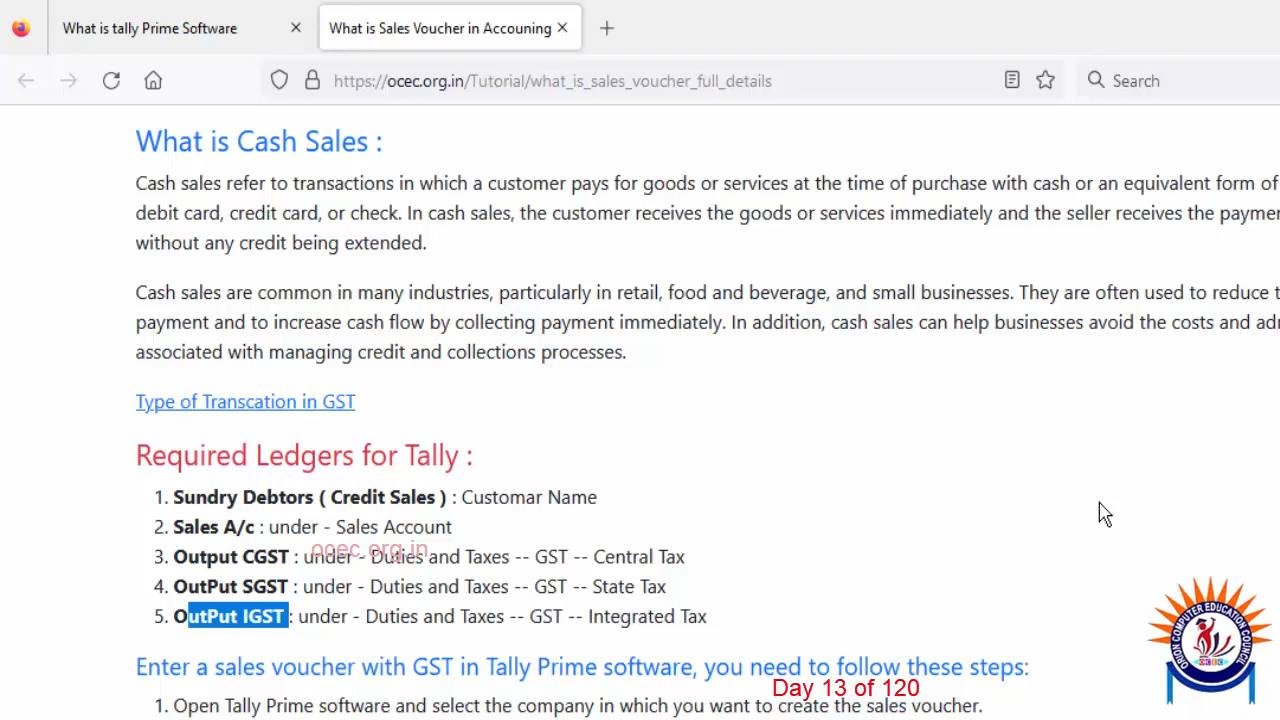 What is tally Prime Software
What is Sales Voucher in Accouning
https://ocec.org.in/Tutorial/what_is_sales_voucher_full_details
Search
What is Cash Sales :
Cash sales refer to transactions in which a customer pays for goods or services at the time of purchase with cash or an equivalent form of
debit card, credit card, or check. In cash sales, the customer receives the goods or services immediately and the seller receives the payme
without any credit being extended.
Cash sales are common in many industries, particularly in retail, food and beverage, and small businesses. They are often used to reduce t
payment and to increase cash flow by collecting payment immediately. In addition, cash sales can help businesses avoid the costs and adr
associated with managing credit and collections processes.
Type of Transcation in GST
Required Ledgers for Tally :
1. Sundry Debtors ( Credit Sales ) : Customar Name
2. Sales A/c : under - Sales Account
ocec.org.in
3. Output CGST : under - Duties and Taxes -- GST -- Central Tax
4. OutPut SGST : under - Duties and Taxes -- GST -- State Tax
5. OutPut IGST : under - Duties and Taxes -- GST -- Integrated Tax
Enter a sales voucher with GST in Tally Prime software, you need to follow these steps:
Day 13 of 120
1. Open Tally Prime software and select the company in which you want to create the sales voucher.
ORION COMPUTER EDUCATION COUNCIL
OCEC